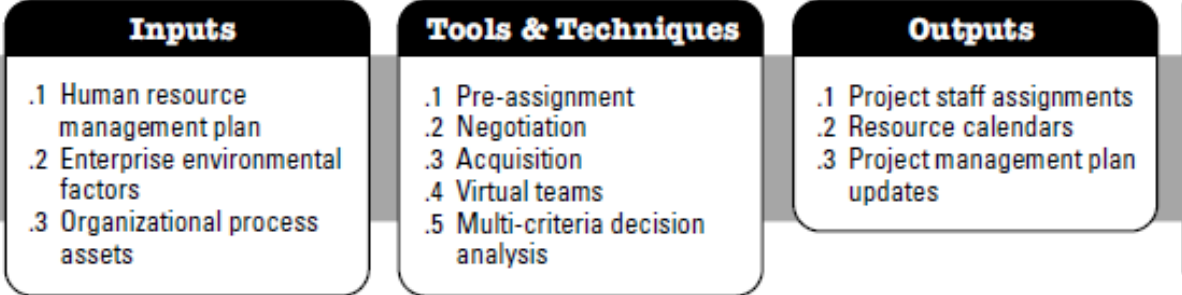 Inputs
.1 Human resource
management plan
.2 Enterprise environmental
factors
.3 Organizational process
assets
Tools & Techniques
.1 Pre-assignment
.2 Negotiation
.3 Acquisition
.4 Virtual teams
.5 Multi-criteria decision
analysis
Outputs
.1 Project staff assignments
.2 Resource calendars
.3 Project management plan
updates